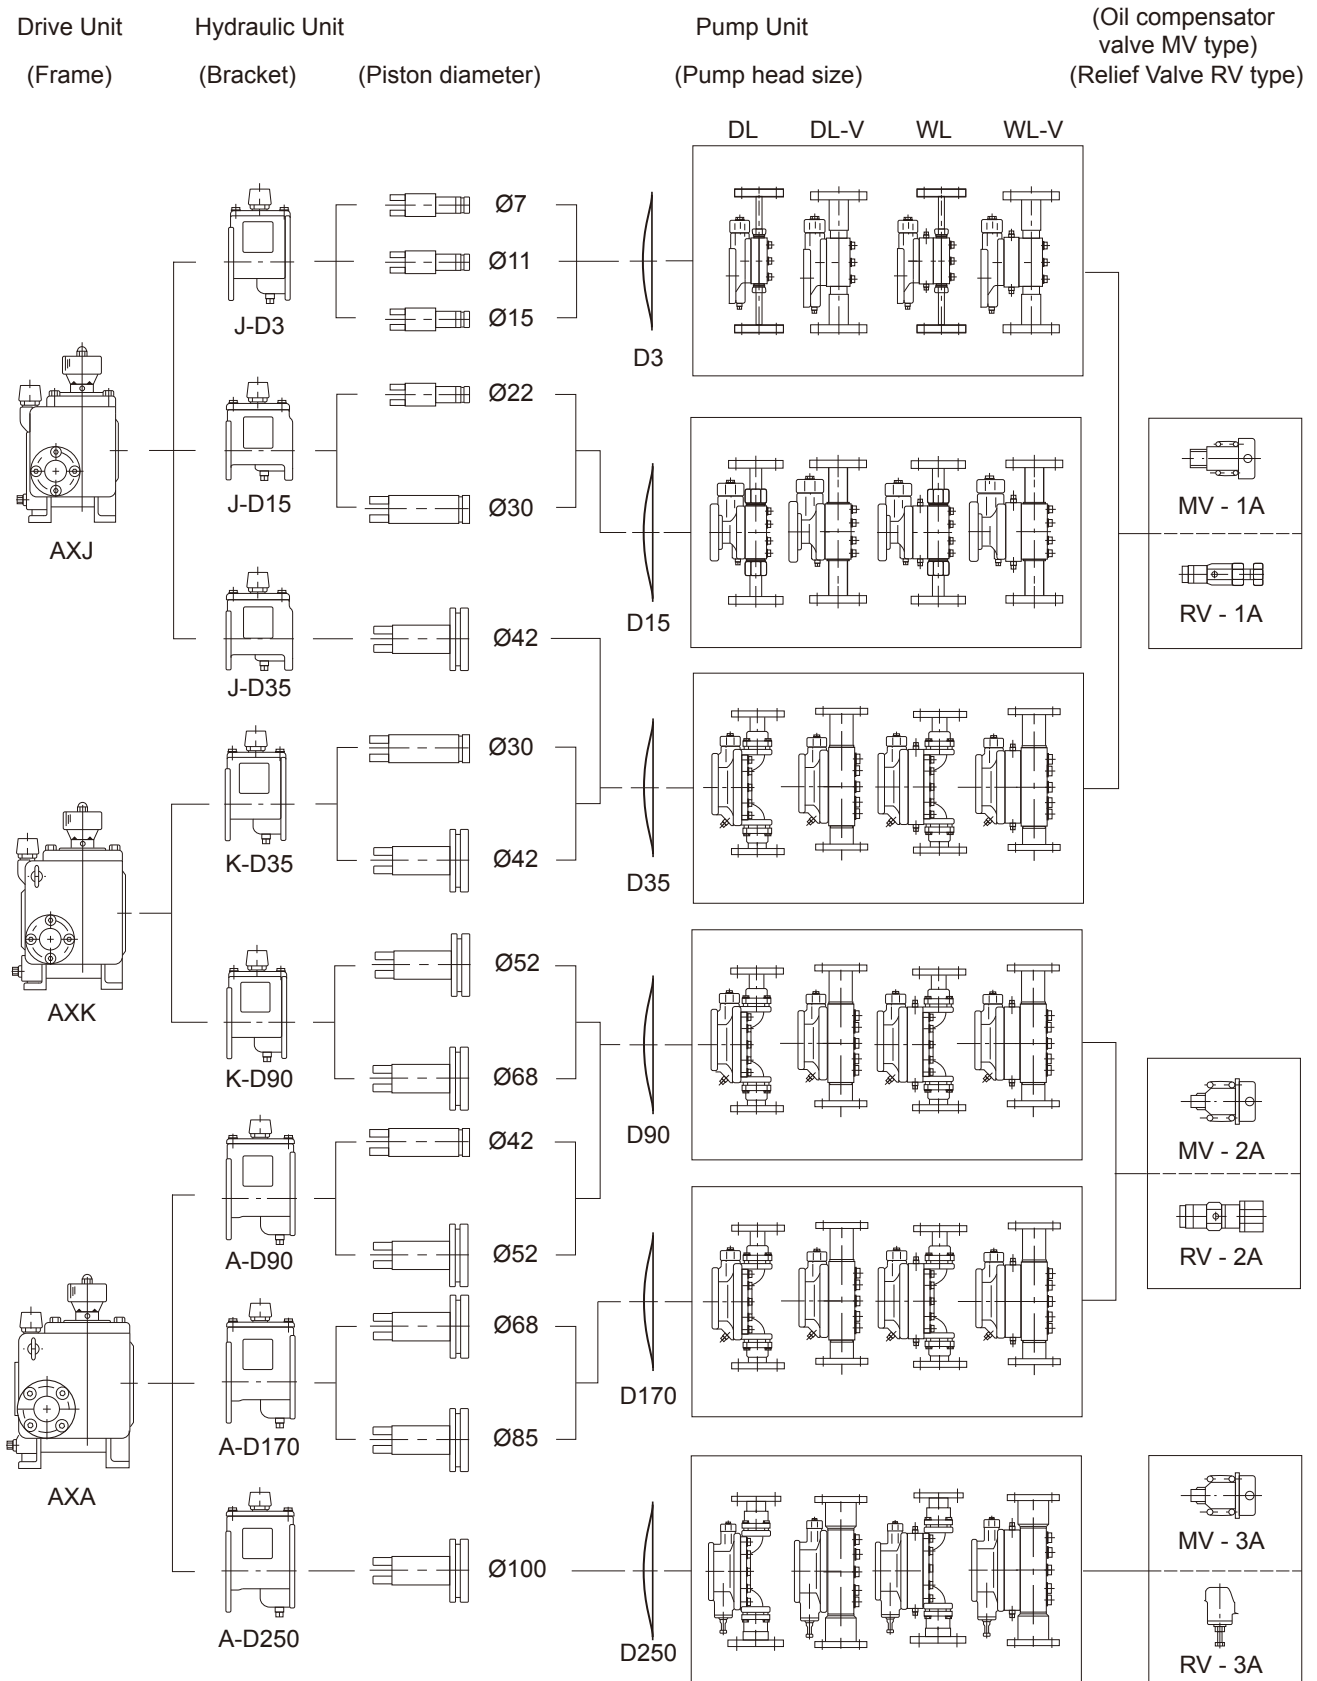 Drive Unit
Hydraulic Unit
Pump Unit
(Oil compensator
valve MV type)
(Frame)
(Bracket)
(Piston diameter)
(Pump head size)
(Relief Valve RV type)
DL
DL-V
WL
WL-V
Ø7
Ø11
Ø15
J-D3
D3
Ø22
J-D15
Ø30
AXJ
D15
MV - 1A
RV - 1A
Ø42
J-D35
Ø30
K-D35
Ø42
D35
Ø52
AXK
K-D90
Ø68
D90
Ø42
A-D90
Ø52
MV - 2A
RV - 2A
Ø68
D170
A-D170
Ø85
AXA
Ø100
A-D250
D250
MV - 3A
RV - 3A